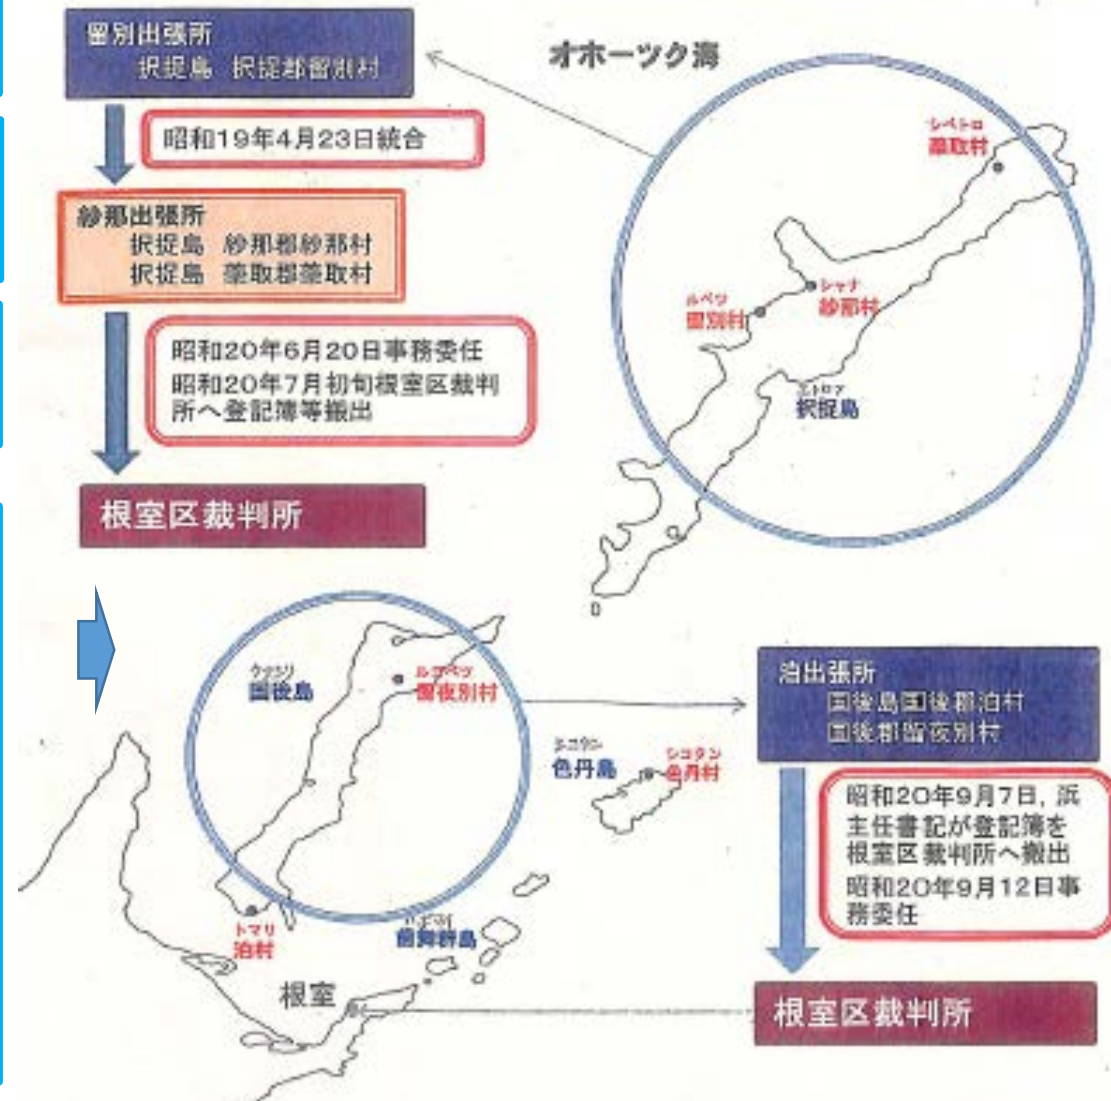 留別出張所
択捉島 択捉郡留別村
昭和19年4月23日統合
紗那出張所
択捉島 紗那郡紗那村
択捉島 蘂取郡蘂取村
昭和20年6月20日事務委任
昭和20年7月初旬根室区裁判
所へ登記簿等搬出
根室区裁判所
オホーツク海
シベトロ
蘂取村
シャナ
紗那村
ルベツ
留別村
エトロフ
択捉島
クナシリ
国後島
ルヤベツ
留夜別村
シコタン
色丹島
シコタン
色丹村
トマリ
泊村
ハボマイ
歯舞群島
根室
泊出張所
国後島国後郡泊村
国後郡留夜別村
昭和20年9月7日,浜
主任書記が登記簿を
根室区裁判所へ搬出
昭和20年9月12日事
務委任
根室区裁判所